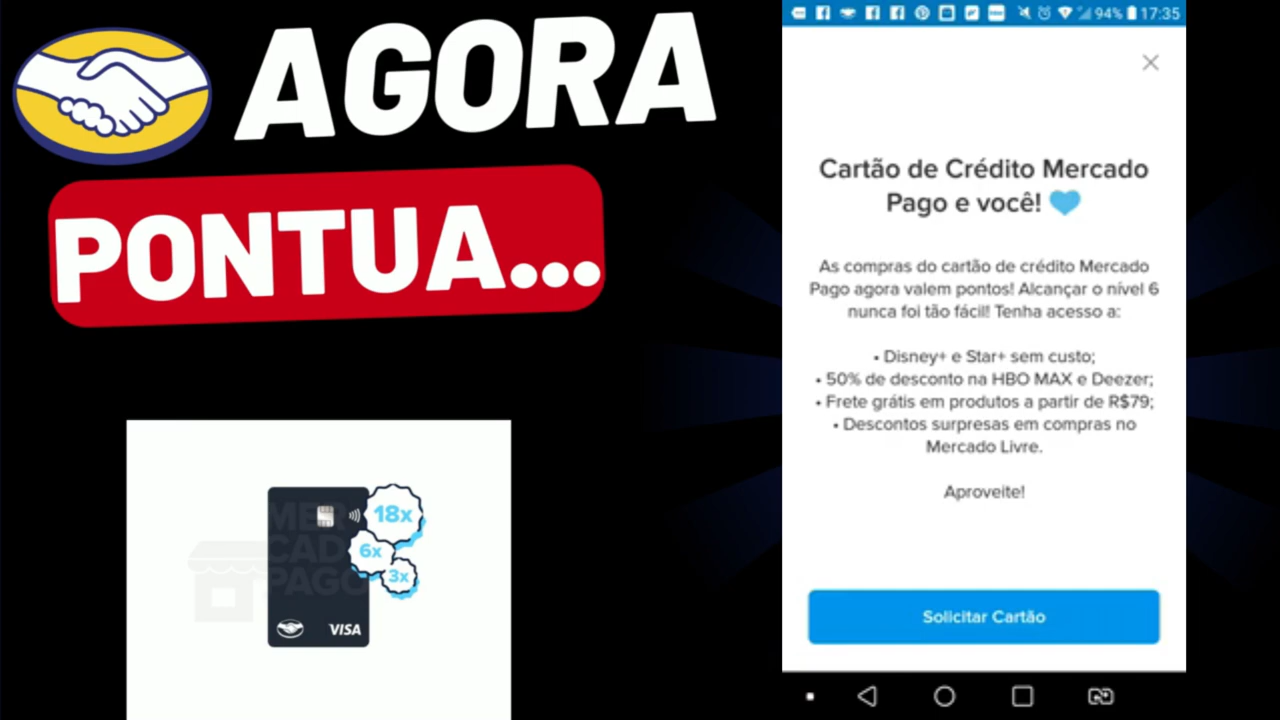 AGORA
PONTUA...
MER
CADO
PAGO
18x
6x
3x
VISA
94% 17:35
Cartão de Crédito Mercado
Pago e você!
As compras do cartão de crédito Mercado
Pago agora valem pontos! Alcançar o nível 6
nunca foi tão fácil! Tenha acesso a:
• Disney+ e Star+ sem custo;
• 50% de desconto na HBO MAX e Deezer;
• Frete grátis em produtos a partir de R$79;
• Descontos surpresas em compras no
Mercado Livre.
Aproveite!
Solicitar Cartão